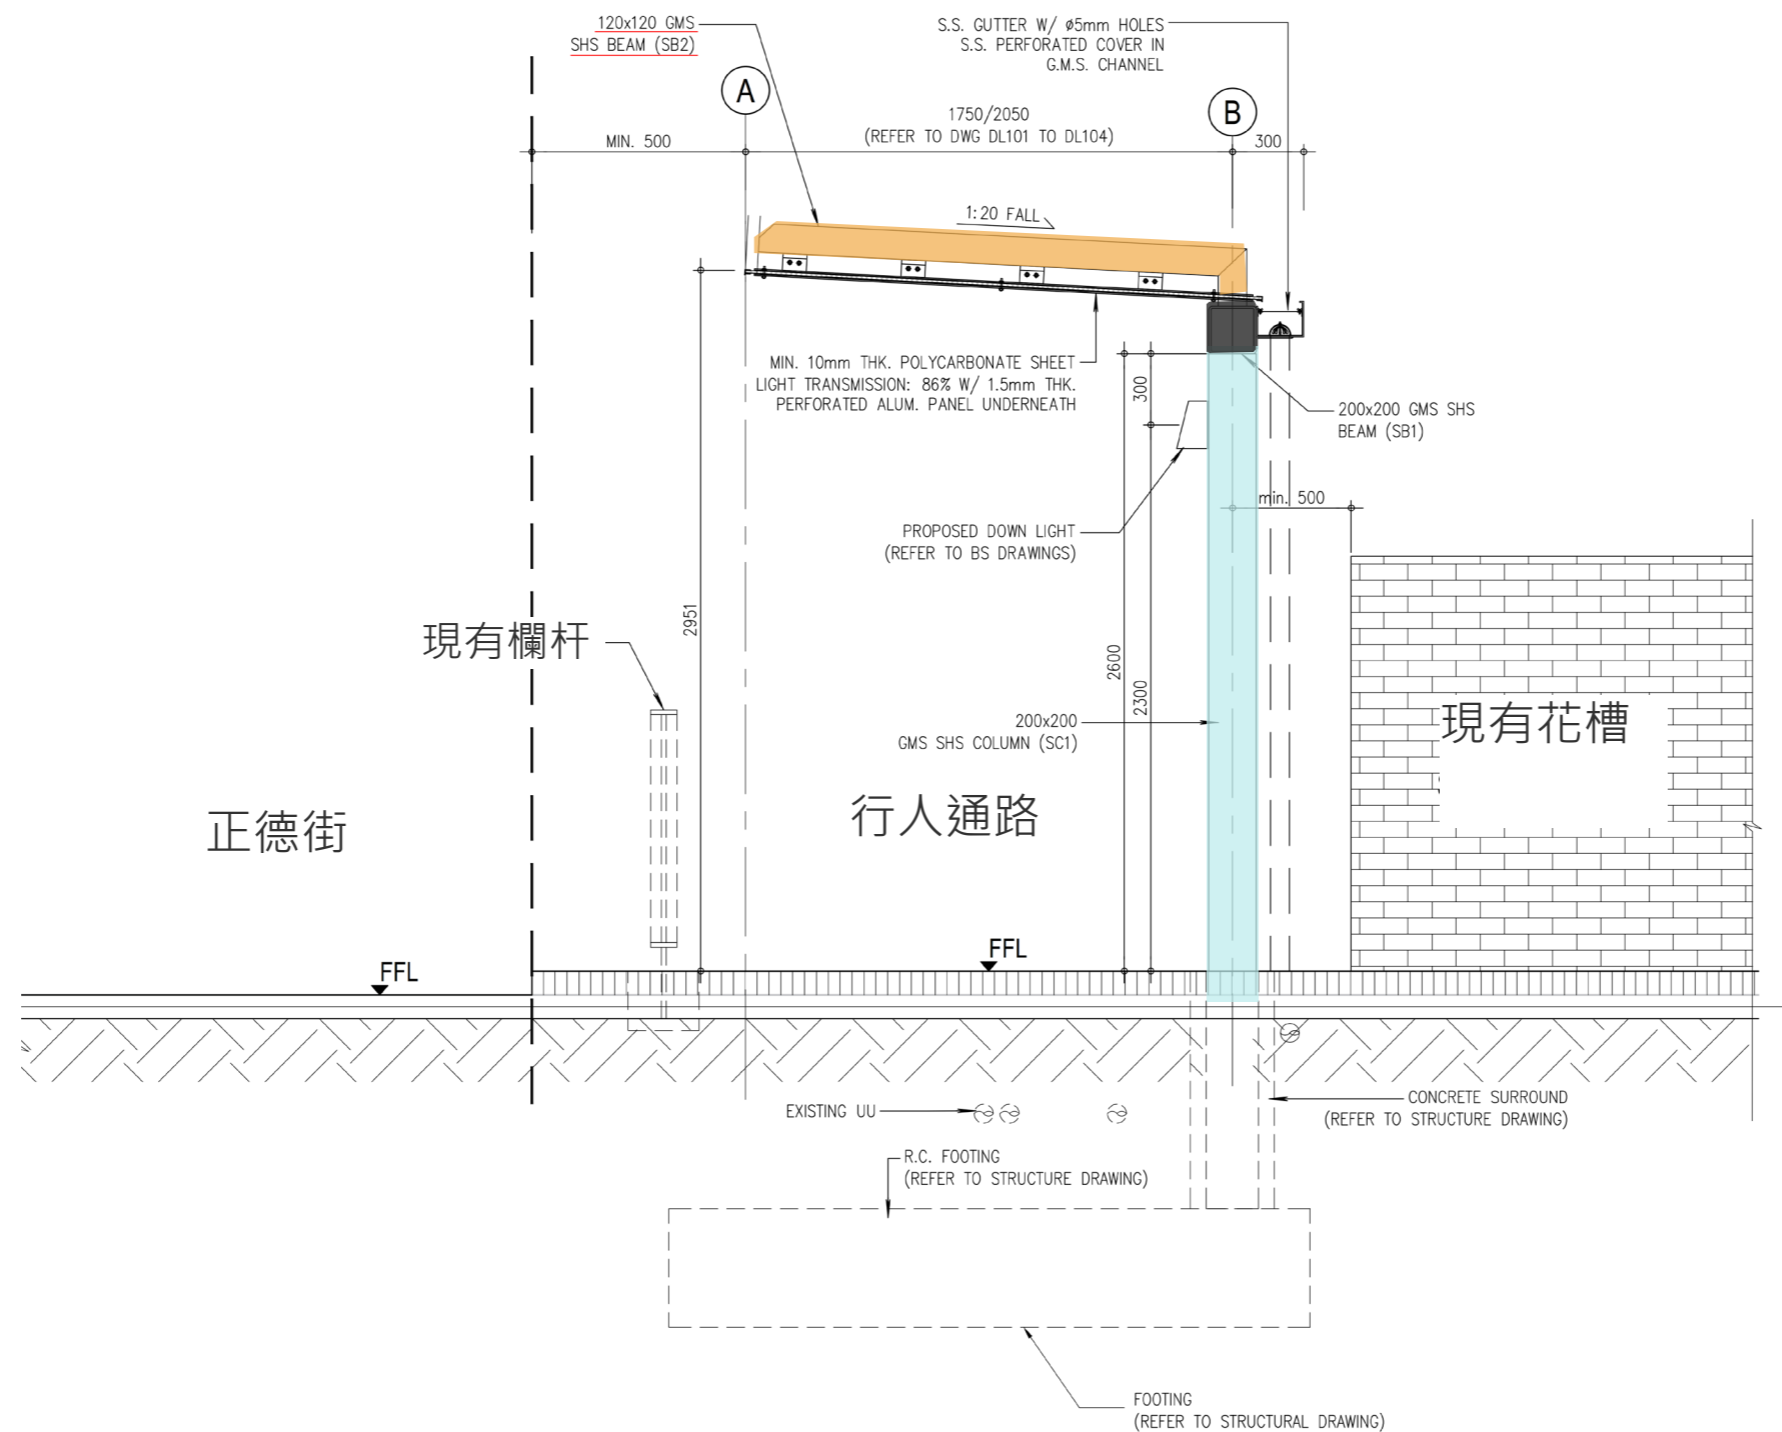 120x120 GMS
SHS BEAM (SB2)
S.S. GUTTER W/ ø5mm HOLES
S.S. PERFORATED COVER IN
G.M.S. CHANNEL
A
B
MIN. 500
1750/2050
(REFER TO DWG DL101 TO DL104)
300
1:20 FALL
MIN. 10mm THK. POLYCARBONATE SHEET
LIGHT TRANSMISSION: 86% W/ 1.5mm THK.
PERFORATED ALUM. PANEL UNDERNEATH
300
200x200 GMS SHS
BEAM (SB1)
min. 500
PROPOSED DOWN LIGHT
(REFER TO BS DRAWINGS)
2951
2600
2300
現有欄杆
200x200
GMS SHS COLUMN (SC1)
現有花槽
正德街
行人通路
FFL
FFL
EXISTING UU
CONCRETE SURROUND
(REFER TO STRUCTURE DRAWING)
R.C. FOOTING
(REFER TO STRUCTURE DRAWING)
FOOTING
(REFER TO STRUCTURAL DRAWING)